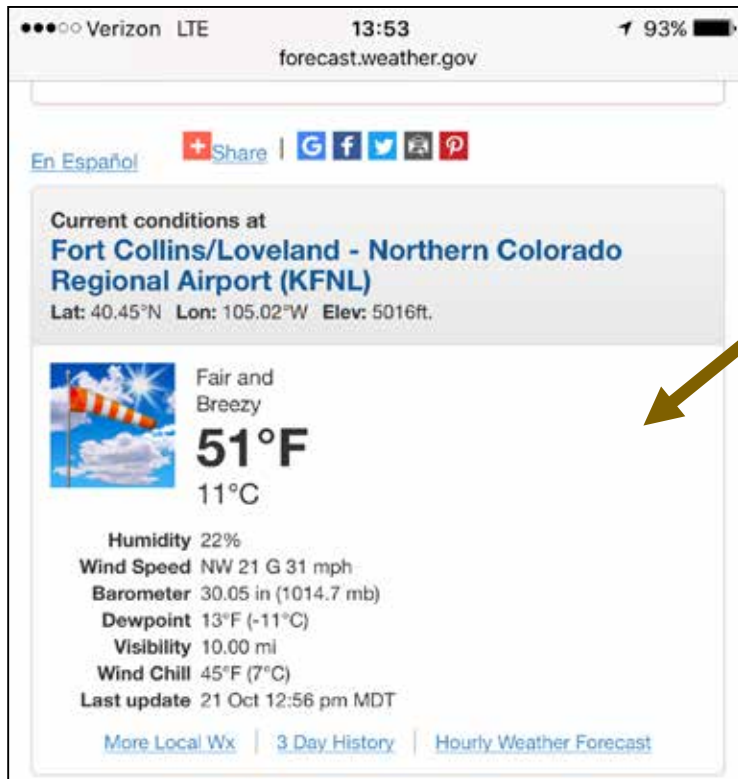 Verizon LTE 13:53 93%
forecast.weather.gov
En Español
Share |
Current conditions at
Fort Collins/Loveland - Northern Colorado
Regional Airport (KFNL)
Lat: 40.45°N Lon: 105.02°W Elev: 5016ft.
Fair and
Breezy
51°F
11°C
Humidity 22%
Wind Speed NW 21 G 31 mph
Barometer 30.05 in (1014.7 mb)
Dewpoint 13°F (-11°C)
Visibility 10.00 mi
Wind Chill 45°F (7°C)
Last update 21 Oct 12:56 pm MDT
More Local Wx | 3 Day History | Hourly Weather Forecast